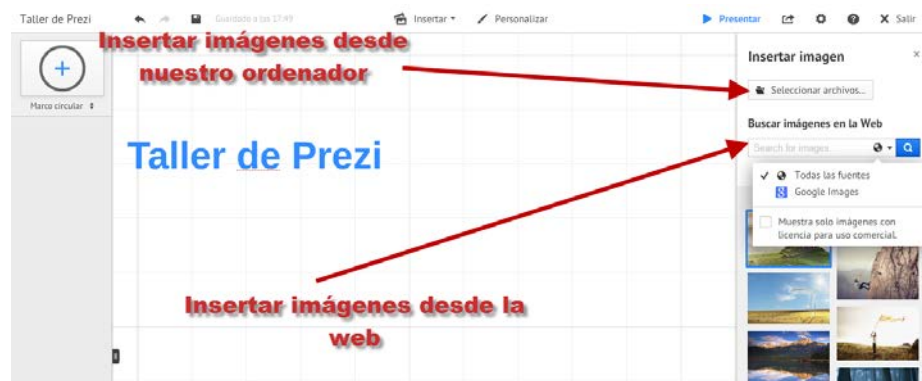 Taller de Prezi
Guardado a las 17:49
Insertar
Personalizar
Presentar
Salir
Insertar imágenes desde
nuestro ordenador
Marco circular
Taller de Prezi
Insertar imágenes desde la
web
Insertar imagen
×
Seleccionar archivos...
Buscar imágenes en la Web
Search for images
Todas las fuentes
Google Images
Muestra solo imágenes con
licencia para uso comercial.